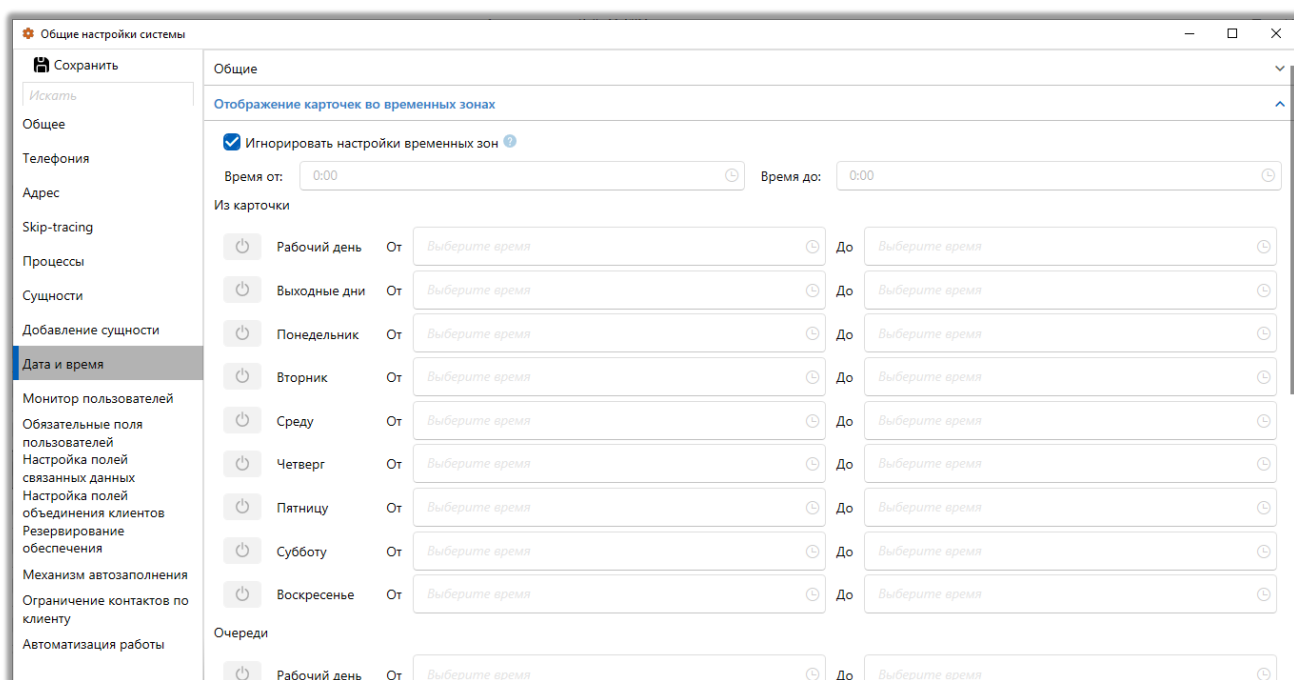 Общие настройки системы
Сохранить
Искать
Общее
Телефония
Адрес
Skip-tracing
Процессы
Сущности
Добавление сущности
Дата и время
Монитор пользователей
Обязательные поля
пользователей
Настройка полей
связанных данных
Настройка полей
объединения клиентов
Резервирование
обеспечения
Механизм автозаполнения
Ограничение контактов по
клиенту
Автоматизация работы
Общие
Отображение карточек во временных зонах
Игнорировать настройки временных зон ?
Время от: 0:00 Время до: 0:00
Из карточки
Рабочий день От Выберите время До Выберите время
Выходные дни От Выберите время До Выберите время
Понедельник От Выберите время До Выберите время
Вторник От Выберите время До Выберите время
Среду От Выберите время До Выберите время
Четверг От Выберите время До Выберите время
Пятницу От Выберите время До Выберите время
Субботу От Выберите время До Выберите время
Воскресенье От Выберите время До Выберите время
Очереди
Рабочий день От Выберите время До Выберите время